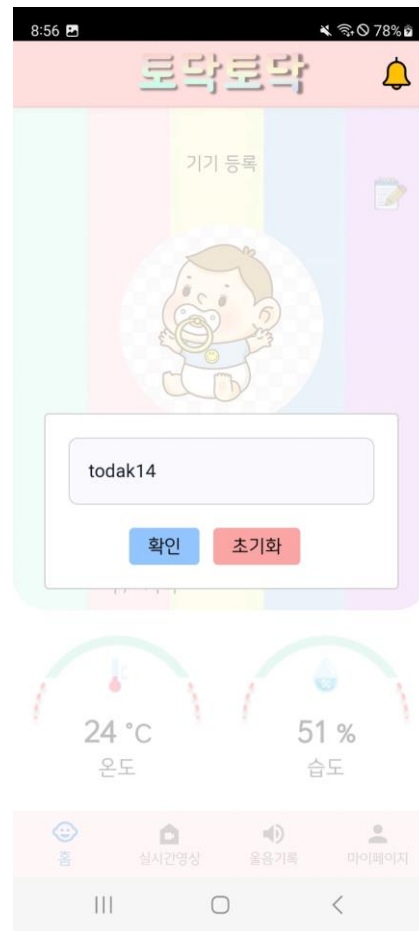 8:56 78%
토닥토닥
기기 등록
todak14
확인 초기화
24 °C 51 %
온도 습도
홈 실시간영상 울음기록 마이페이지